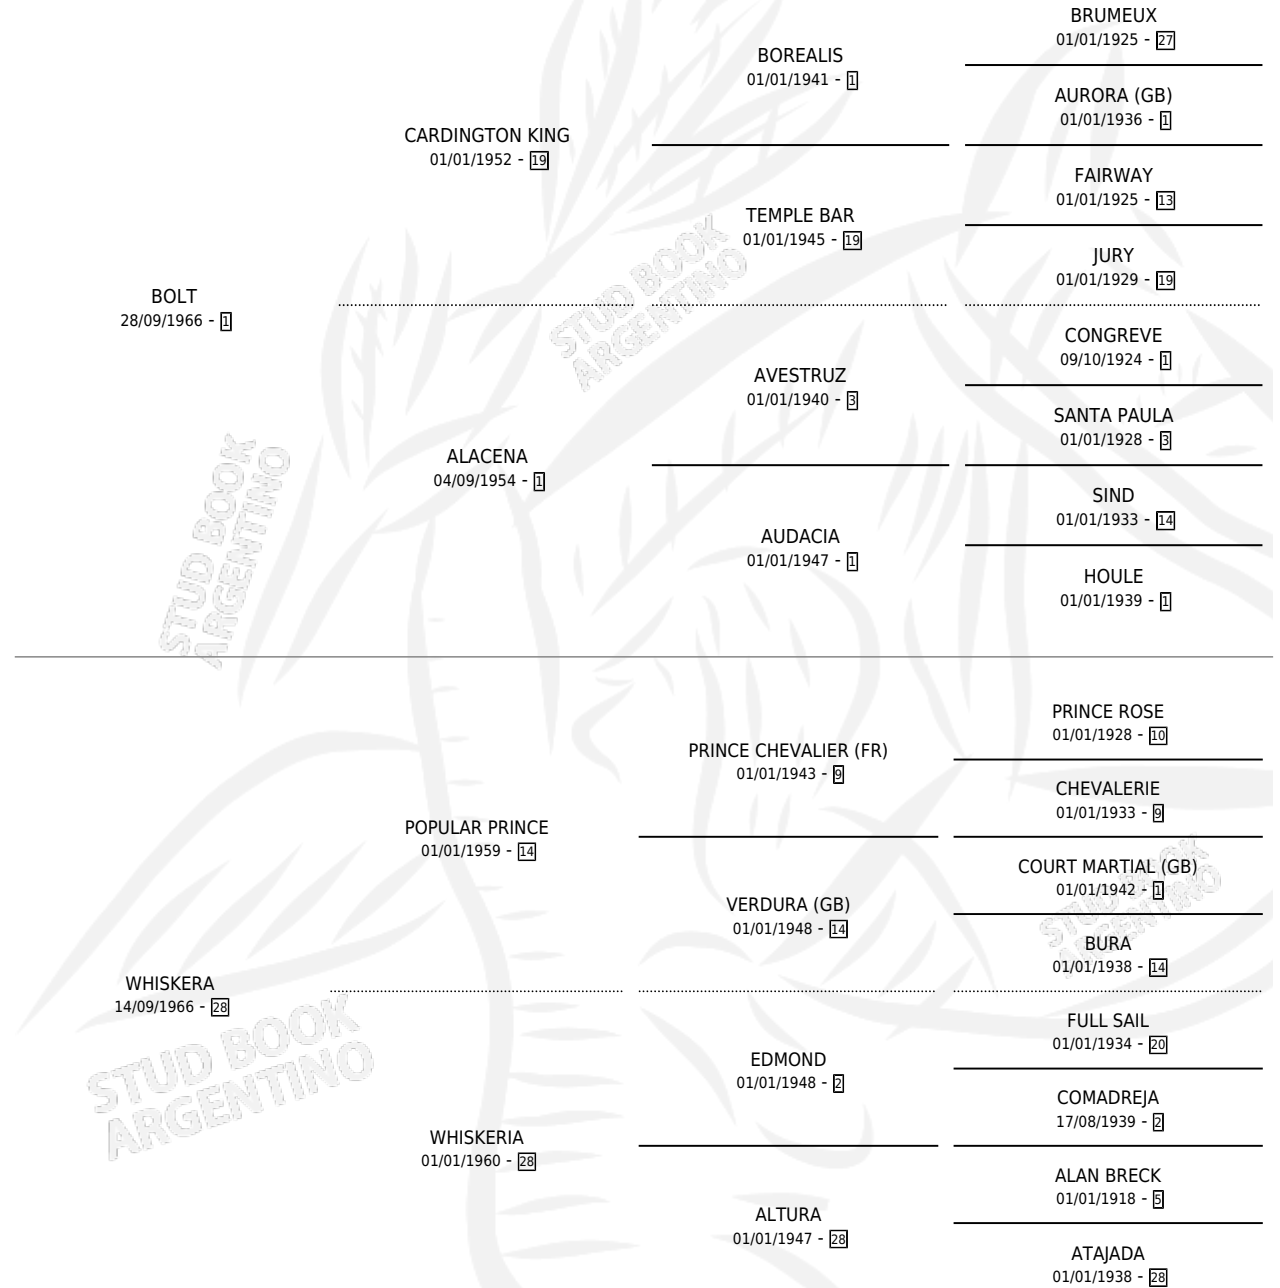 BRUMEUX
01/01/1925 - 27
BOREALIS
01/01/1941 - 1
AURORA (GB)
01/01/1936 - 1
CARDINGTON KING
01/01/1952 - 19
FAIRWAY
01/01/1925 - 13
TEMPLE BAR
01/01/1945 - 19
JURY
01/01/1929 - 19
BOLT
28/09/1966 - 1
CONGREVE
09/10/1924 - 1
AVESTRUZ
01/01/1940 - 3
SANTA PAULA
01/01/1928 - 3
ALACENA
04/09/1954 - 1
SIND
01/01/1933 - 14
AUDACIA
01/01/1947 - 1
HOULE
01/01/1939 - 1
PRINCE ROSE
01/01/1928 - 10
PRINCE CHEVALIER (FR)
01/01/1943 - 9
CHEVALERIE
01/01/1933 - 9
POPULAR PRINCE
01/01/1959 - 14
COURT MARTIAL (GB)
01/01/1942 - 1
VERDURA (GB)
01/01/1948 - 14
BURA
01/01/1938 - 14
WHISKERA
14/09/1966 - 28
FULL SAIL
01/01/1934 - 20
EDMOND
01/01/1948 - 2
COMADREJA
17/08/1939 - 2
WHISKERIA
01/01/1960 - 28
ALAN BRECK
01/01/1918 - 5
ALTURA
01/01/1947 - 28
ATAJADA
01/01/1938 - 28
STUD BOOK
ARGENTINO
STUD BOOK
ARGENTINO
STUD BOOK
ARGENTINO
STUD BOOK
ARGENTINO